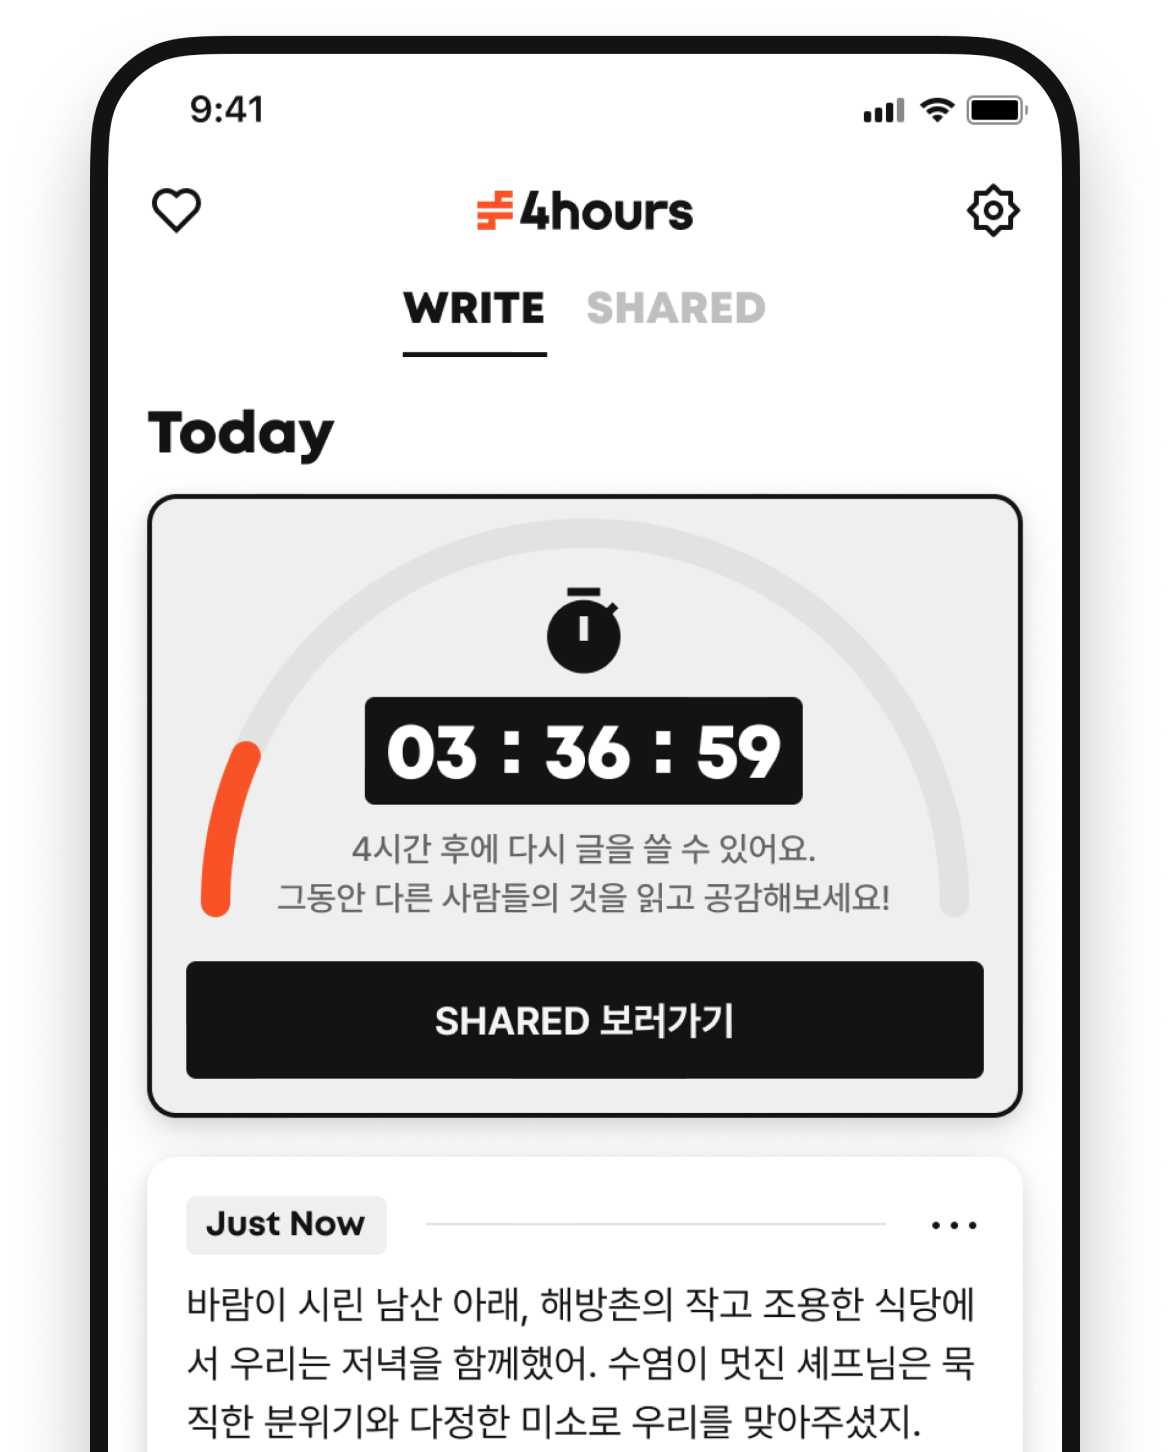 9:41
4hours
WRITE SHARED
Today
03 : 36 : 59
4시간 후에 다시 글을 쓸 수 있어요.
그동안 다른 사람들의 것을 읽고 공감해보세요!
SHARED 보러가기
Just Now
바람이 시린 남산 아래, 해방촌의 작고 조용한 식당에
서 우리는 저녁을 함께했어. 수염이 멋진 셰프님은 묵
직한 분위기와 다정한 미소로 우리를 맞아주셨지.